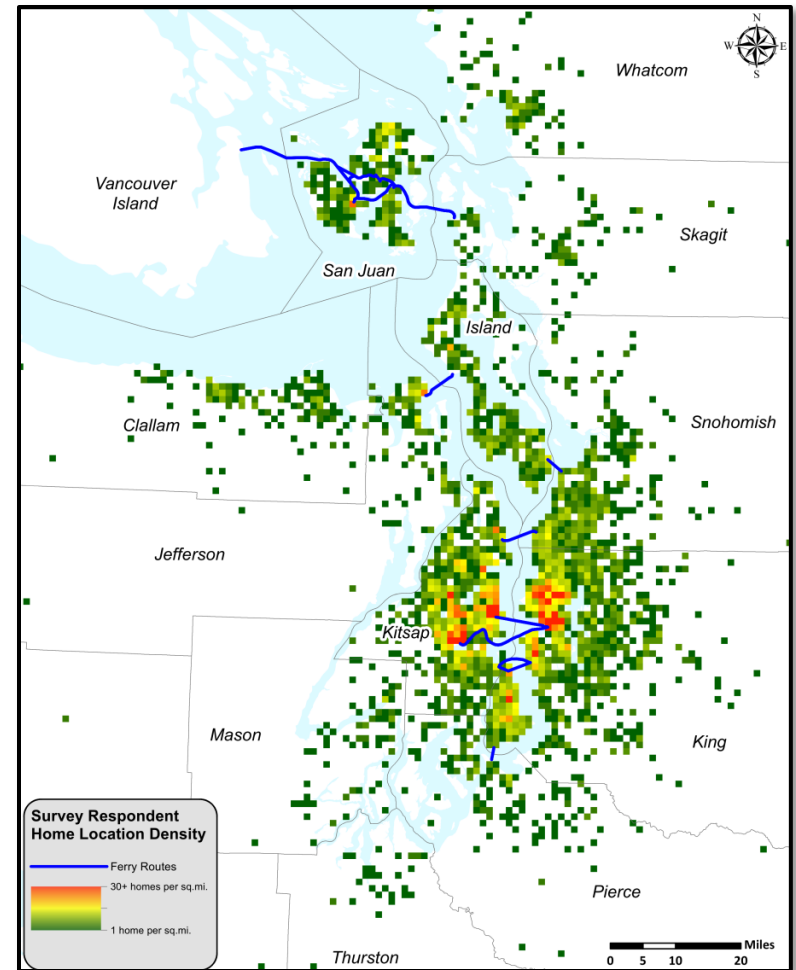 N
W E
S
Whatcom
Vancouver
Island
Skagit
San Juan
Island
Clallam
Snohomish
Jefferson
Kitsap
Mason
King
Survey Respondent
Home Location Density
Ferry Routes
30+ homes per sq.mi.
1 home per sq.mi.
Pierce
Thurston
Miles
0 5 10 20